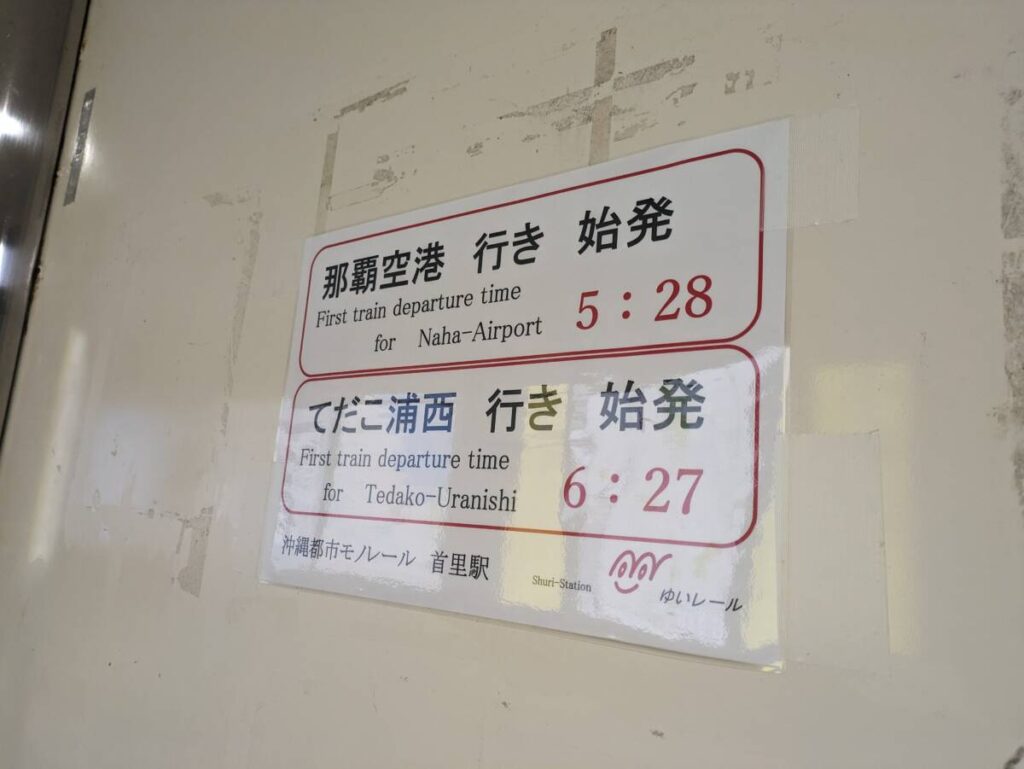 那覇空港 行き 始発
First train departure time
for Naha-Airport 5：28
てだこ浦西 行き 始発
First train departure time
for Tedako-Uranishi 6：27
沖縄都市モノレール 首里駅 Shuri-Station ゆいレール